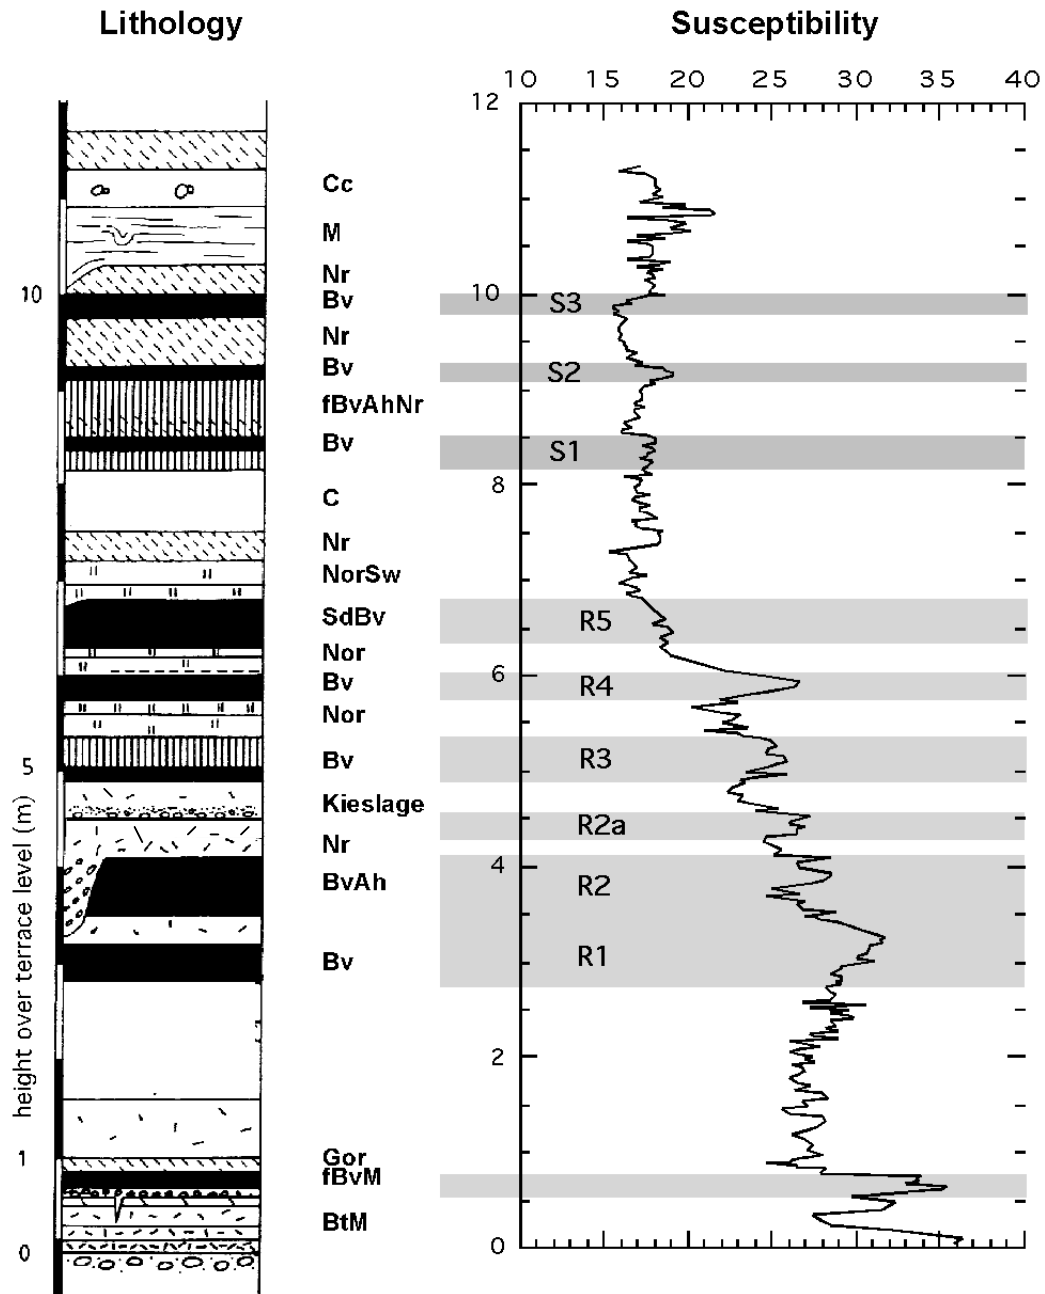 Lithology
Susceptibility
10 15 20 25 30 35 40
12
Cc
M
Nr
10
Bv
10
S3
Nr
Bv
S2
fBvAhNr
Bv
S1
8
C
Nr
NorSw
SdBv
R5
Nor
6
Bv
R4
Nor
5
Bv
R3
Kieslage
R2a
Nr
4
BvAh
R2
Bv
R1
height over terrace level (m)
2
1
Gor
fBvM
BtM
0
0